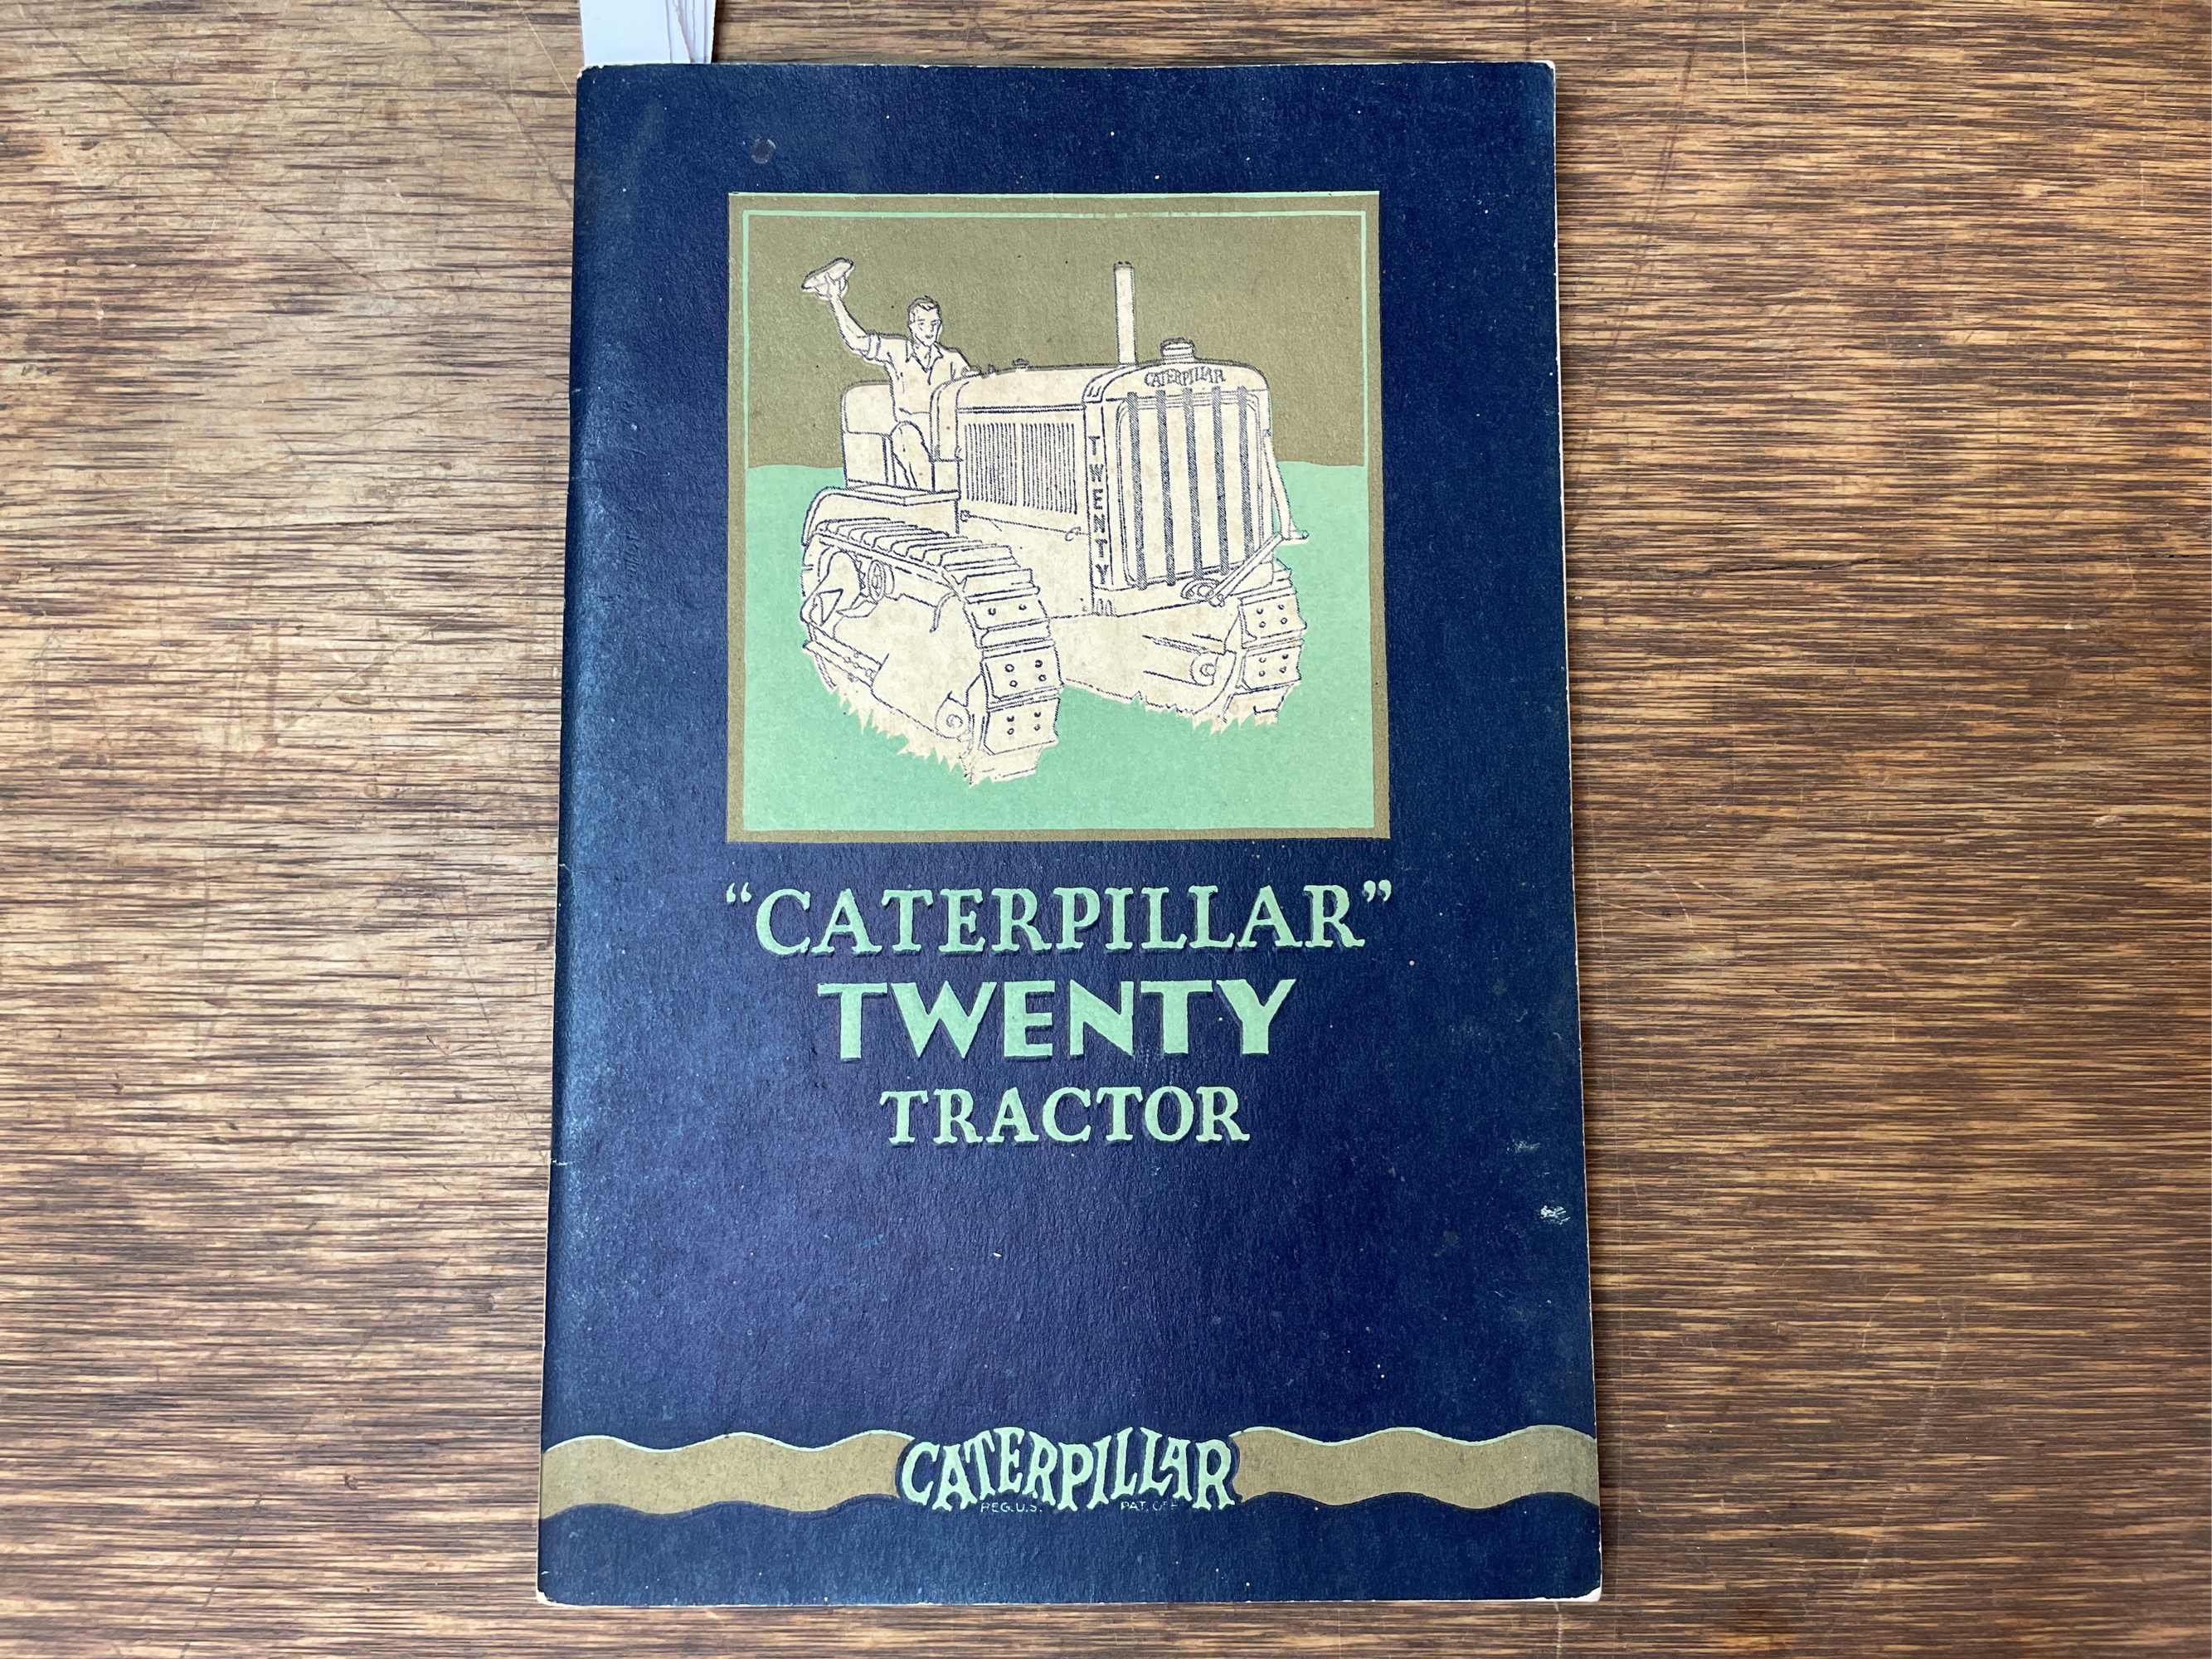 CATERPILLAR
TWENTY
"CATERPILLAR"
TWENTY
TRACTOR
CATERPILLAR
REG. U.S. PAT. OFF